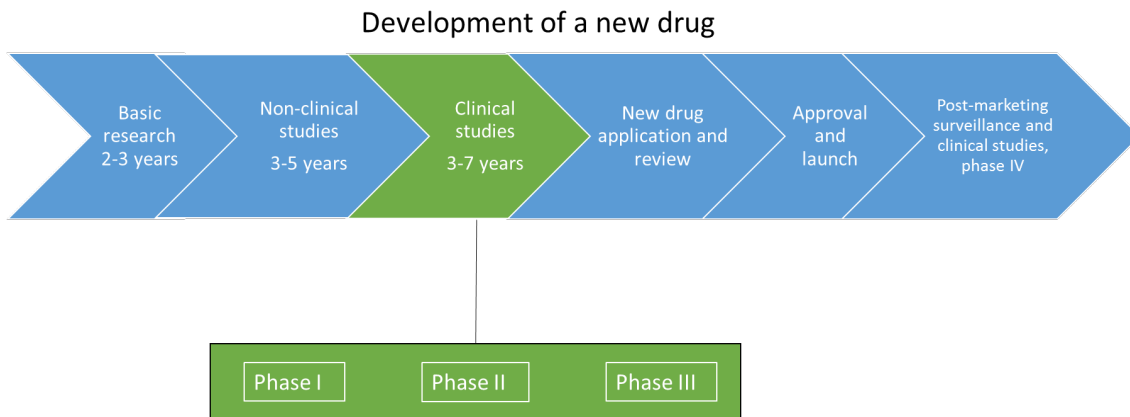 Development of a new drug
Basic
research
2-3 years
Non-clinical
studies
3-5 years
Clinical
studies
3-7 years
New drug
application and
review
Approval
and
launch
Post-marketing
surveillance and
clinical studies,
phase IV
Phase I
Phase II
Phase III